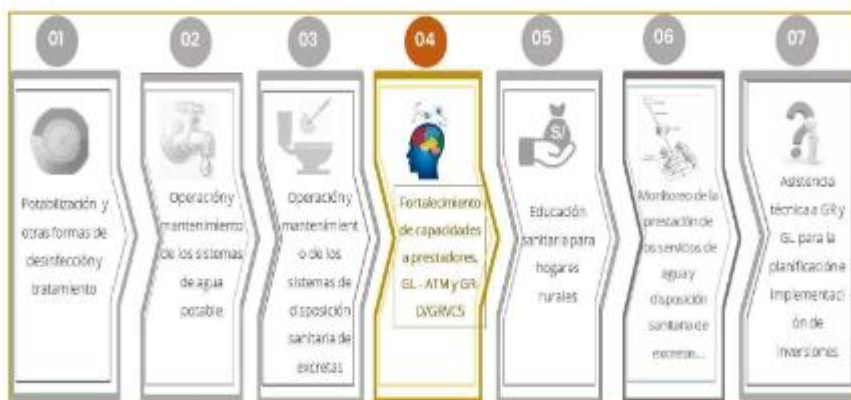 01
02
03
04
05
06
07
Potabilización y
otras formas de
desinfección y
tratamiento
Operación y
mantenimiento
de los sistemas
de agua
potable
Operación y
mantenimient
o de los
sistemas de
disposición
sanitaria de
excretas
Fortalecimiento
de capacidades
a prestadores,
GL - ATM y GR-
D/GRVCS
S/
Educación
sanitaria para
hogares
rurales
Monitoreo de la
prestación de
los servicios de
agua y
disposición
sanitaria de
excretas...
Asistencia
técnica a GR y
GL para la
planificación e
implementaci
ón de
inversiones